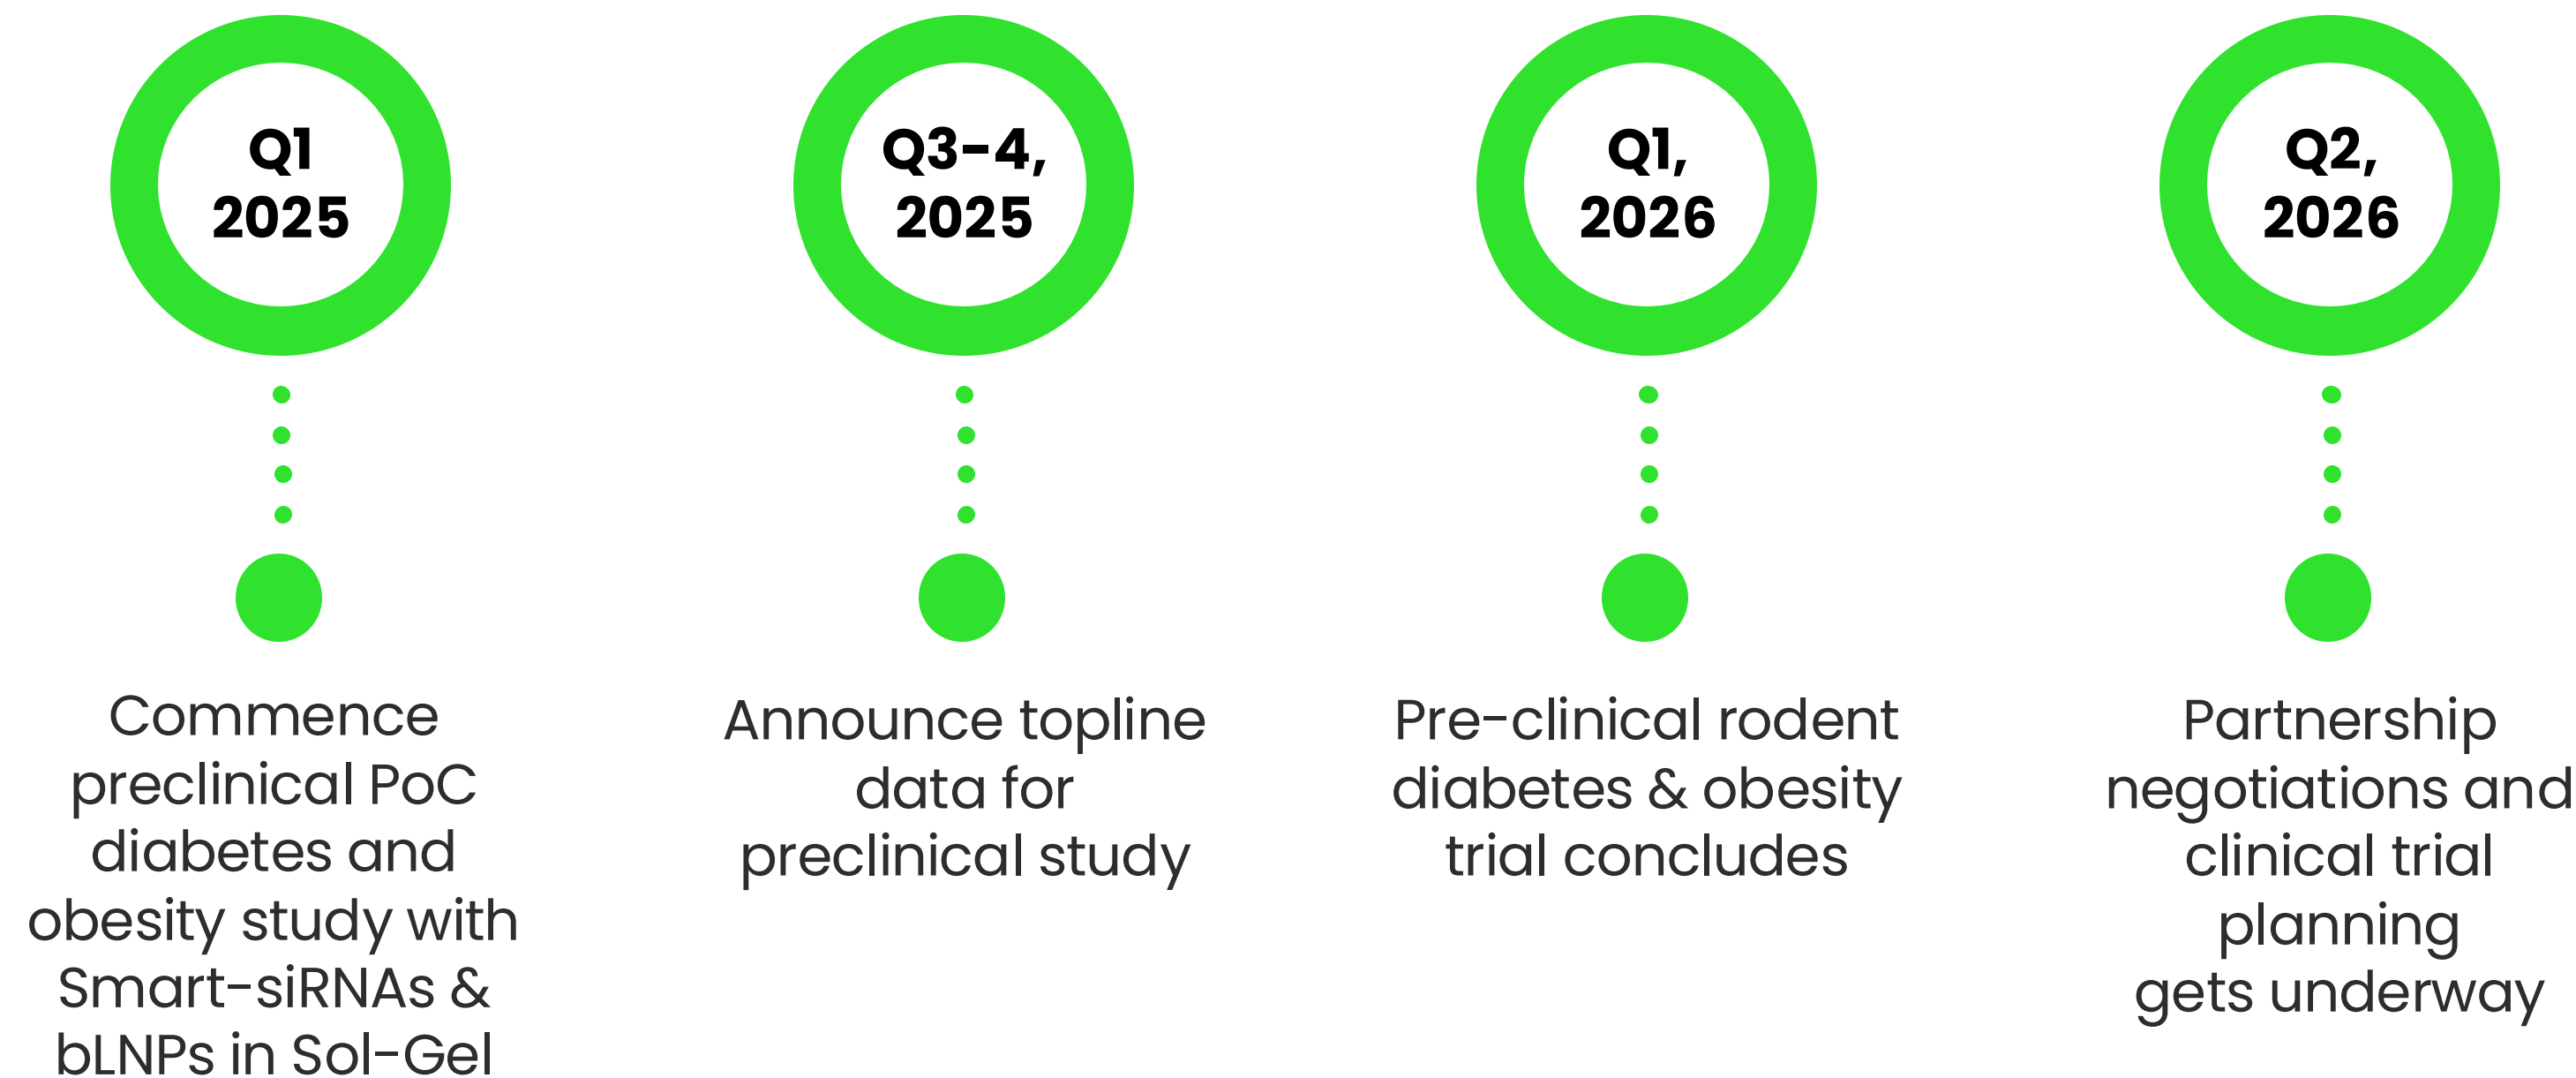 Q1
2025
Q3-4,
2025
Q1,
2026
Q2,
2026
Commence
preclinical PoC
diabetes and
obesity study with
Smart-siRNAs &
bLNPs in Sol-Gel
Announce topline
data for
preclinical study
Pre-clinical rodent
diabetes & obesity
trial concludes
Partnership
negotiations and
clinical trial
planning
gets underway